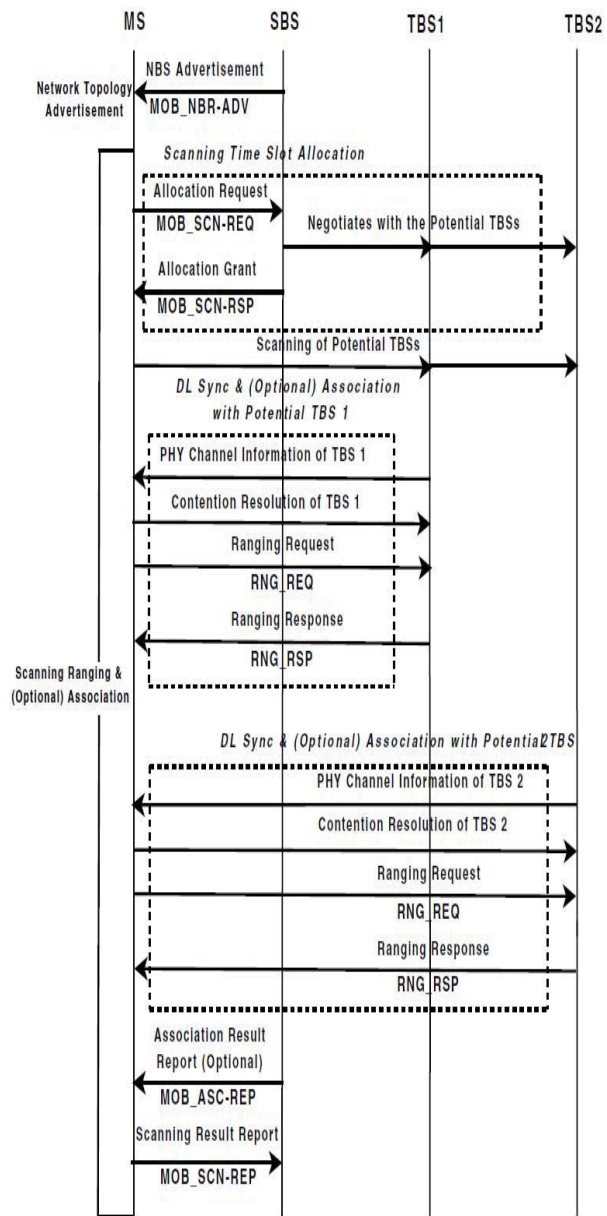 MS SBS TBS1 TBS2
NBS Advertisement
Network Topology
Advertisement
MOB_NBR-ADV
Scanning Time Slot Allocation
Allocation Request
MOB_SCN-REQ
Negotiates with the Potential TBSs
Allocation Grant
MOB_SCN-RSP
Scanning of Potential TBSs
DL Sync & (Optional) Association
with Potential TBS 1
PHY Channel Information of TBS 1
Contention Resolution of TBS 1
Ranging Request
RNG_REQ
Ranging Response
RNG_RSP
Scanning Ranging &
(Optional) Association
DL Sync & (Optional) Association with Potential2TBS
PHY Channel Information of TBS 2
Contention Resolution of TBS 2
Ranging Request
RNG_REQ
Ranging Response
RNG_RSP
Association Result
Report (Optional)
MOB_ASC-REP
Scanning Result Report
MOB_SCN-REP